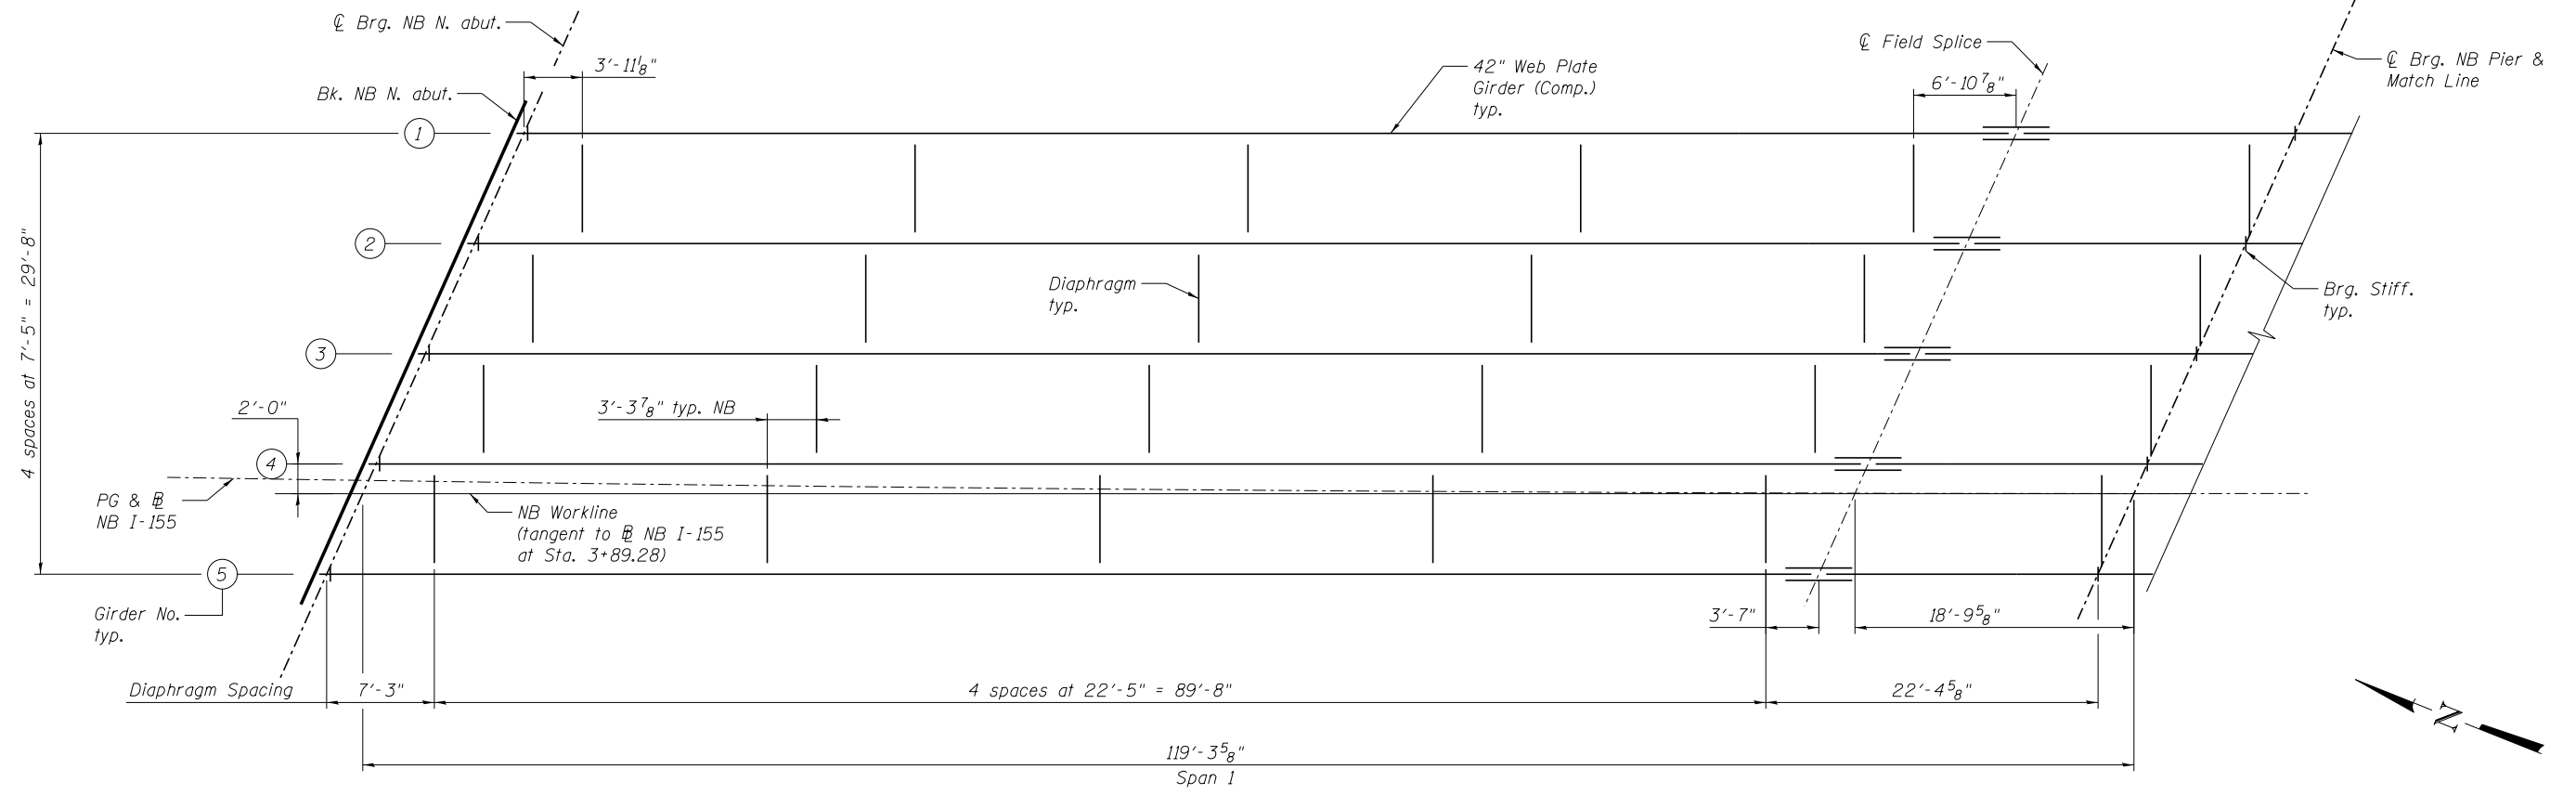 ℄ Brg. NB N. abut.
3'-11⅛"
Bk. NB N. abut.
42" Web Plate
Girder (Comp.)
typ.
℄ Field Splice
6'-10⅞"
℄ Brg. NB Pier &
Match Line
1
2
3
4
5
4 spaces at 7'-5" = 29'-8"
Diaphragm
typ.
Brg. Stiff.
typ.
2'-0"
3'-3⅞" typ. NB
PG & BL
NB I-155
NB Workline
(tangent to BL NB I-155
at Sta. 3+89.28)
Girder No.
typ.
3'-7"
18'-9⅝"
Diaphragm Spacing
7'-3"
4 spaces at 22'-5" = 89'-8"
22'-4⅝"
119'-3⅝"
Span 1
N